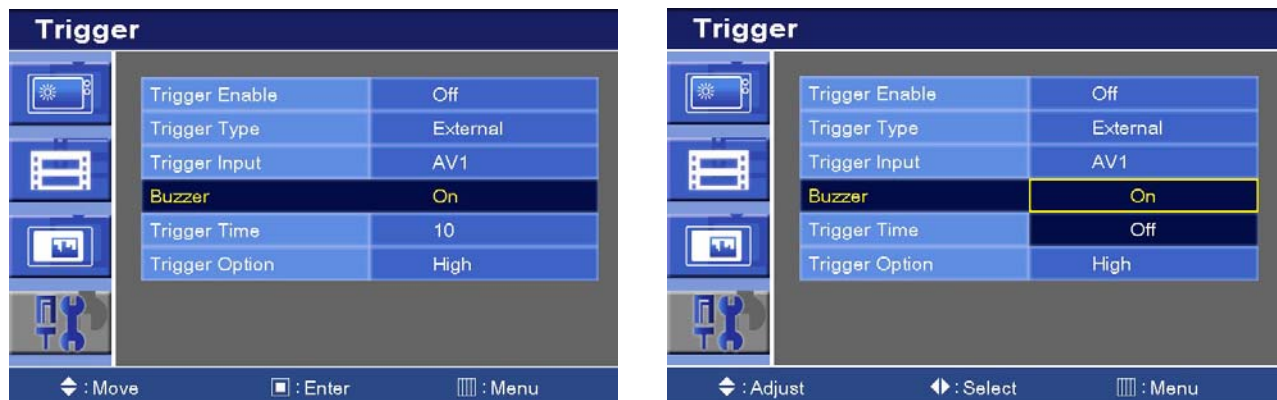 Trigger
Trigger Enable Off
Trigger Type External
Trigger Input AV1
Buzzer On
Trigger Time 10
Trigger Option High
: Move : Enter : Menu
Trigger
Trigger Enable Off
Trigger Type External
Trigger Input AV1
Buzzer On
Trigger Time Off
Trigger Option High
: Adjust : Select : Menu